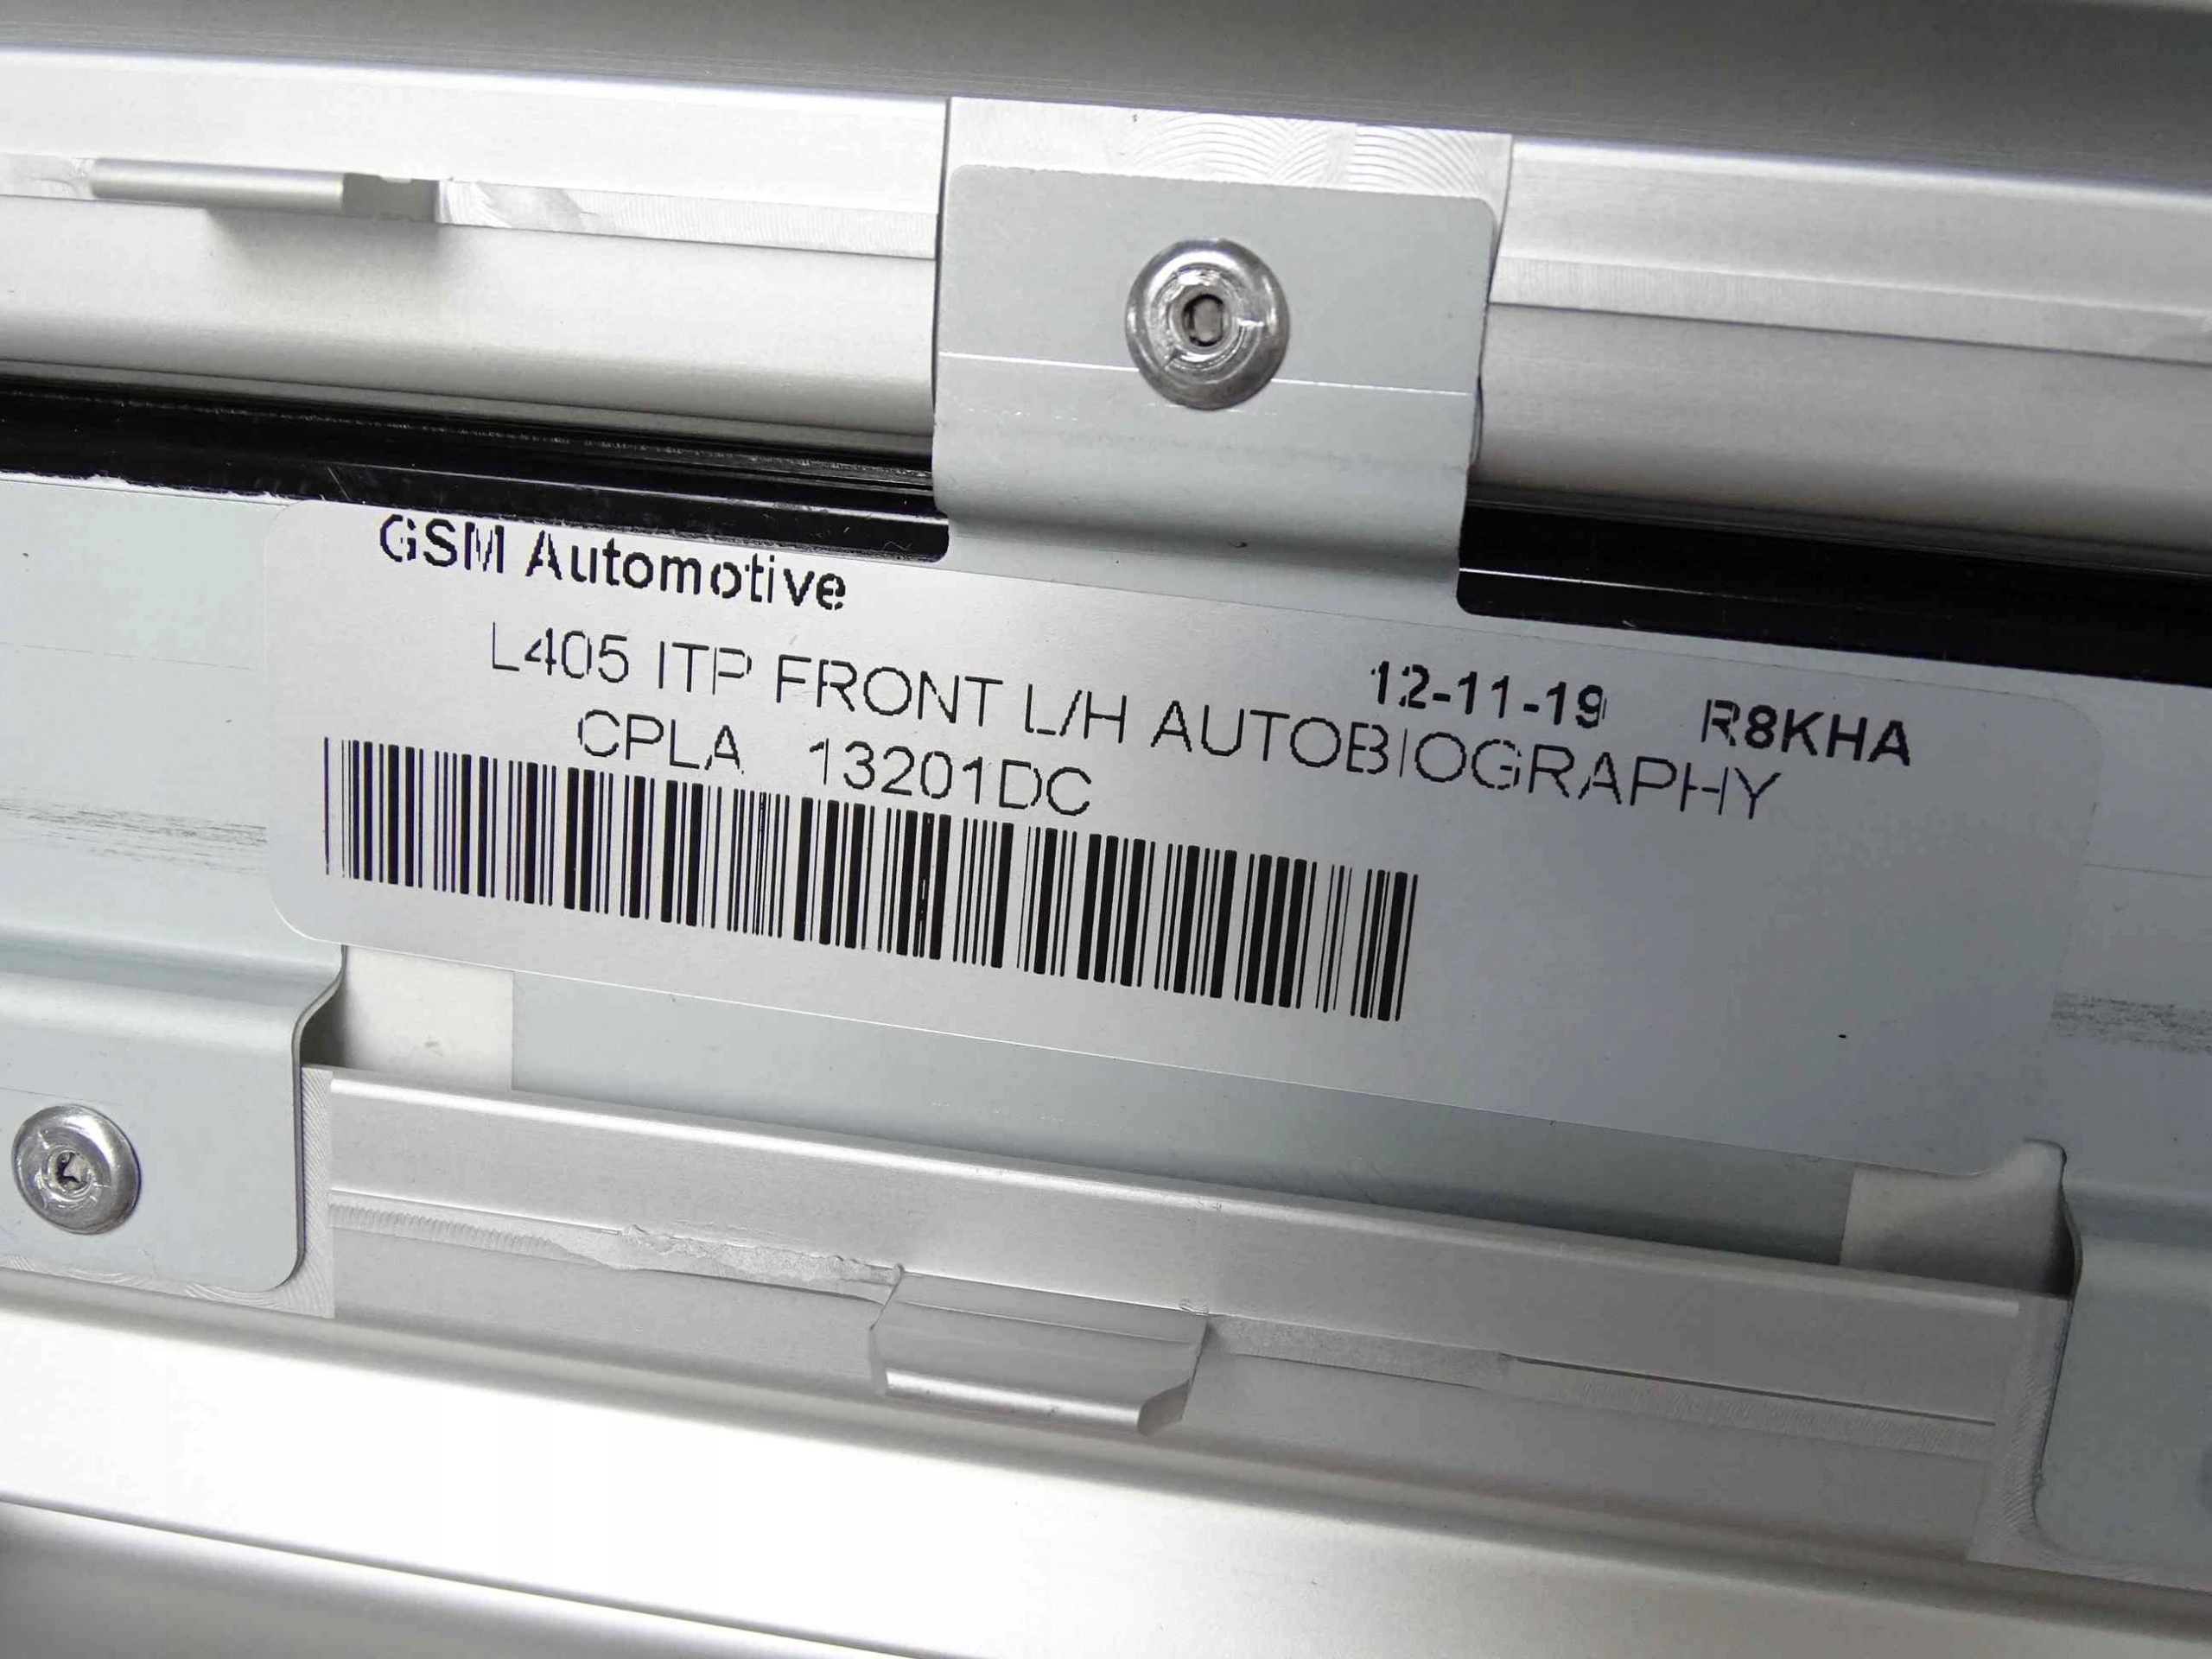 GSM Automotive
12-11-19 R8KHA
L405 ITP FRONT L/H AUTOBIOGRAPHY
CPLA 13201DC